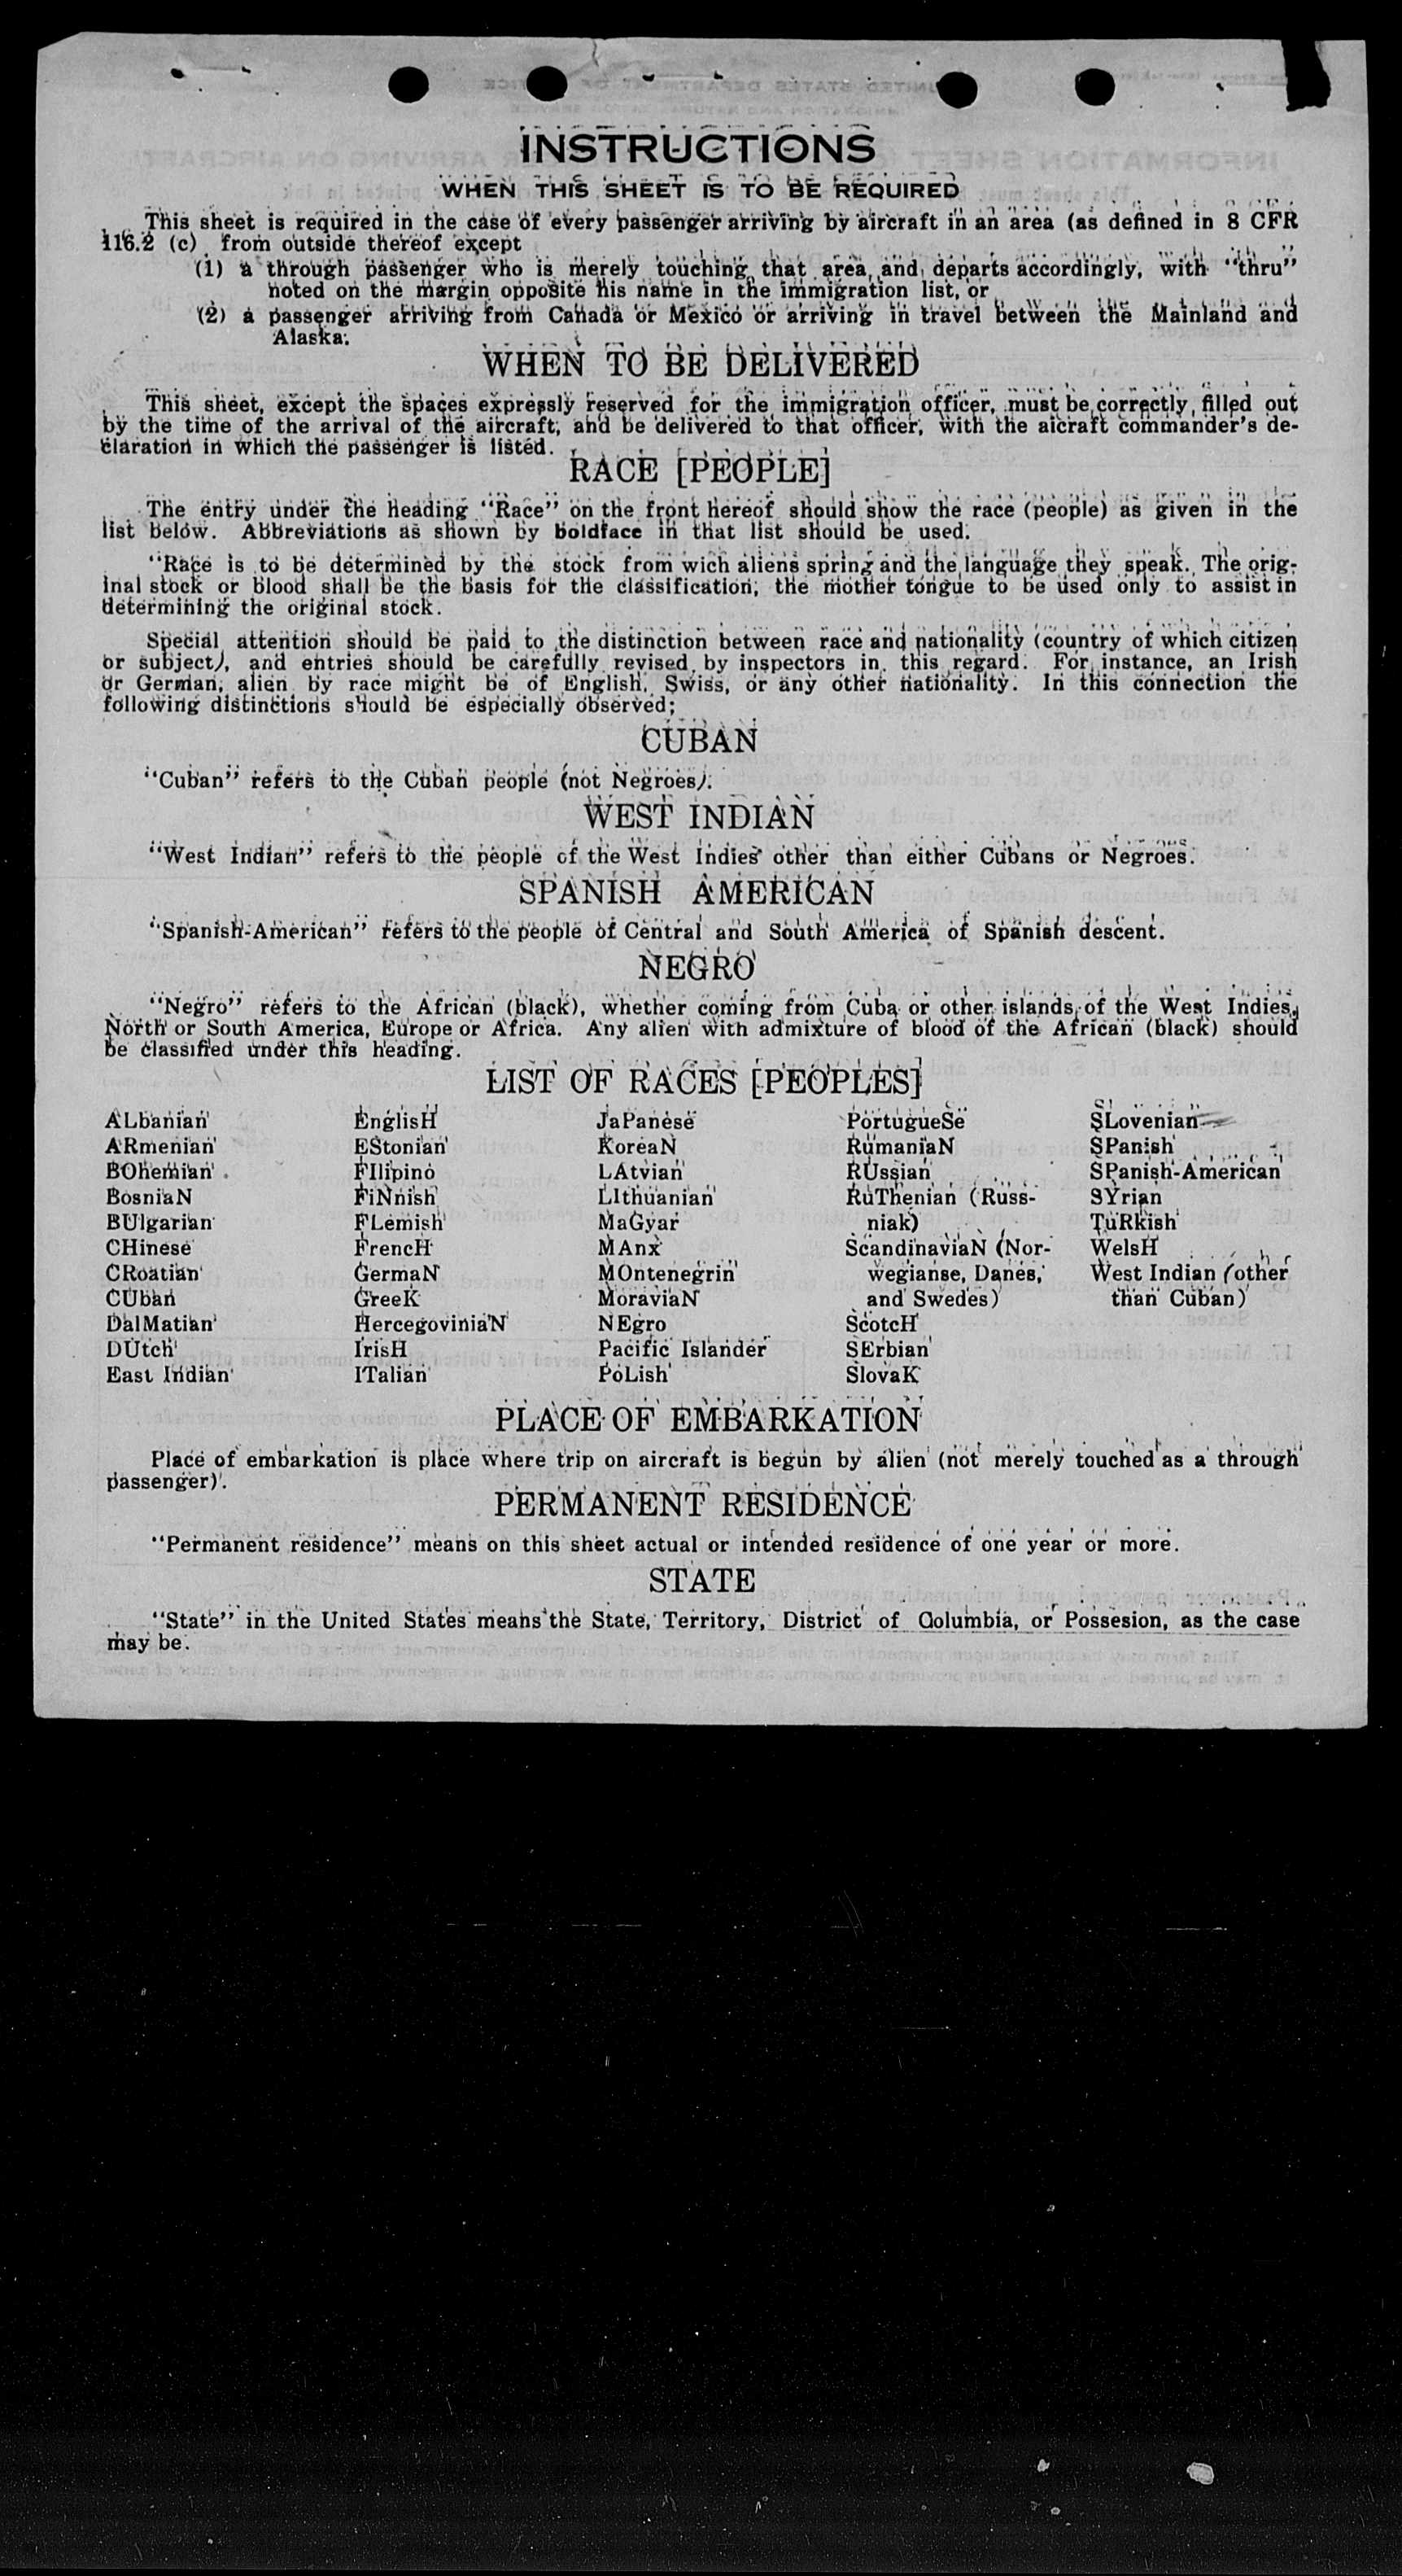 INSTRUCTIONS
WHEN THIS SHEET IS TO BE REQUIRED
This sheet is required in the case of every passenger arriving by aircraft in an area (as defined in 8 CFR
116.2 (c) from outside thereof except
(1) a through passenger who is merely touching that area, and departs accordingly, with "thru"
noted on the margin opposite his name in the immigration list, or
(2) a passenger arriving from Canada or Mexico or arriving in travel between the Mainland and
Alaska.
WHEN TO BE DELIVERED
This sheet, except the spaces expressly reserved for the immigration officer, must be correctly, filled out
by the time of the arrival of the aircraft, and be delivered to that officer, with the aicraft commander's de-
claration in which the passenger is listed.
RACE [PEOPLE]
The entry under the heading "Race" on the front hereof should show the race (people) as given in the
list below. Abbreviations as shown by boldface in that list should be used.
"Race is to be determined by the stock from wich aliens spring and the language they speak. The orig-
inal stock or blood shall be the basis for the classification, the mother tongue to be used only to assist in
determining the original stock.
Special attention should be paid to the distinction between race and nationality (country of which citizen
or subject), and entries should be carefully revised by inspectors in this regard. For instance, an Irish
or German, alien by race might be of English, Swiss, or any other nationality. In this connection the
following distinctions should be especially observed;
CUBAN
"Cuban" refers to the Cuban people (not Negroes).
WEST INDIAN
"West Indian" refers to the people of the West Indies other than either Cubans or Negroes.
SPANISH AMERICAN
"Spanish-American" refers to the people of Central and South America of Spanish descent.
NEGRO
"Negro" refers to the African (black), whether coming from Cuba or other islands of the West Indies,
North or South America, Europe or Africa. Any alien with admixture of blood of the African (black) should
be classified under this heading.
LIST OF RACES [PEOPLES]
ALbanian
ARmenian
BOhemian
BosniaN
BUlgarian
CHinese
CRoatian
CUban
DalMatian
DUtch
East Indian
EnglisH
EStonian
FIlipino
FiNnish
FLemish
FrencH
GermaN
GreeK
HercegoviniaN
IrisH
ITalian
JaPanese
KoreaN
LAtvian
LIthuanian
MaGyar
MAnx
MOntenegrin
MoraviaN
NEgro
Pacific Islander
PoLish
PortugueSe
RumaniaN
RUssian
RuThenian (Russ-
niak)
ScandinaviaN (Nor-
wegianse, Danes,
and Swedes)
ScotcH
SErbian
SlovaK
SLovenian
SPanish
SPanish-American
SYrian
TuRkish
WelsH
West Indian (other
than Cuban)
PLACE OF EMBARKATION
Place of embarkation is place where trip on aircraft is begun by alien (not merely touched as a through
passenger).
PERMANENT RESIDENCE
"Permanent residence" means on this sheet actual or intended residence of one year or more.
STATE
"State" in the United States means the State, Territory, District of Columbia, or Possesion, as the case
may be.